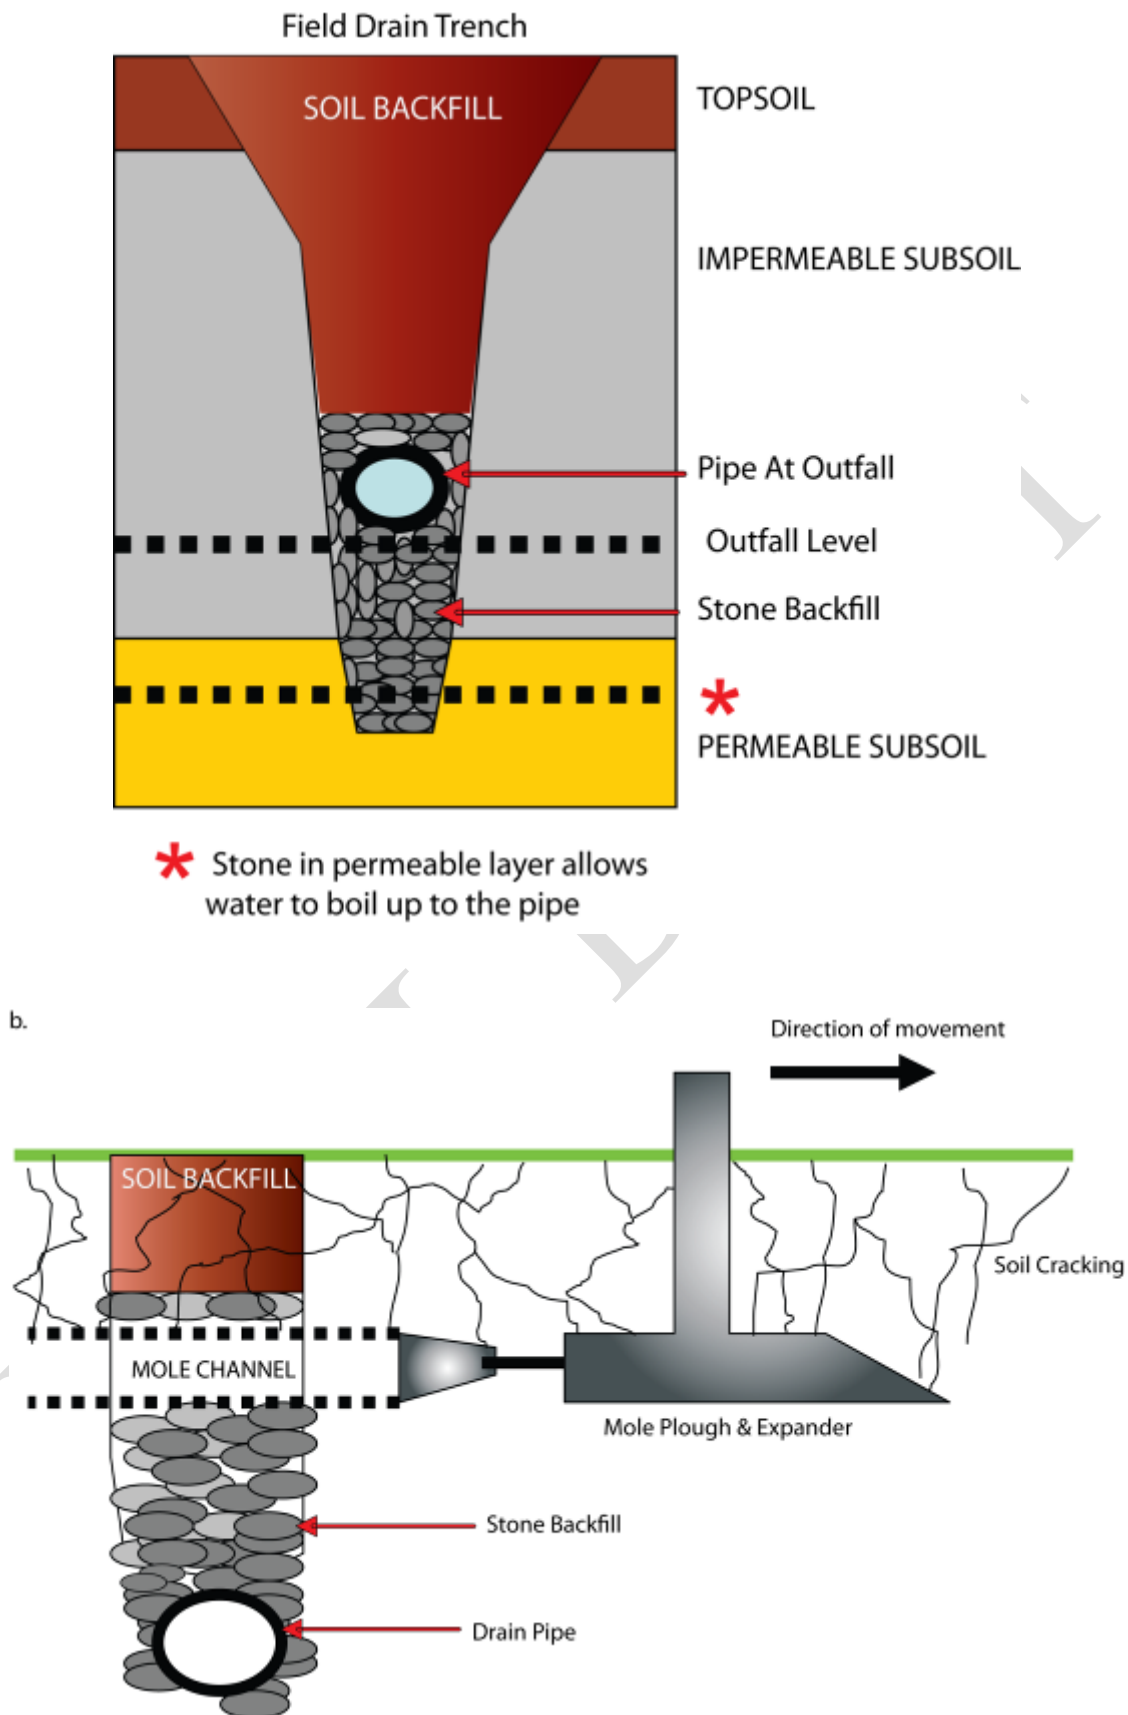 Field Drain Trench
SOIL BACKFILL
TOPSOIL
IMPERMEABLE SUBSOIL
Pipe At Outfall
Outfall Level
Stone Backfill
*
PERMEABLE SUBSOIL
* Stone in permeable layer allows
water to boil up to the pipe
b.
Direction of movement
SOIL BACKFILL
Soil Cracking
MOLE CHANNEL
Mole Plough & Expander
Stone Backfill
Drain Pipe